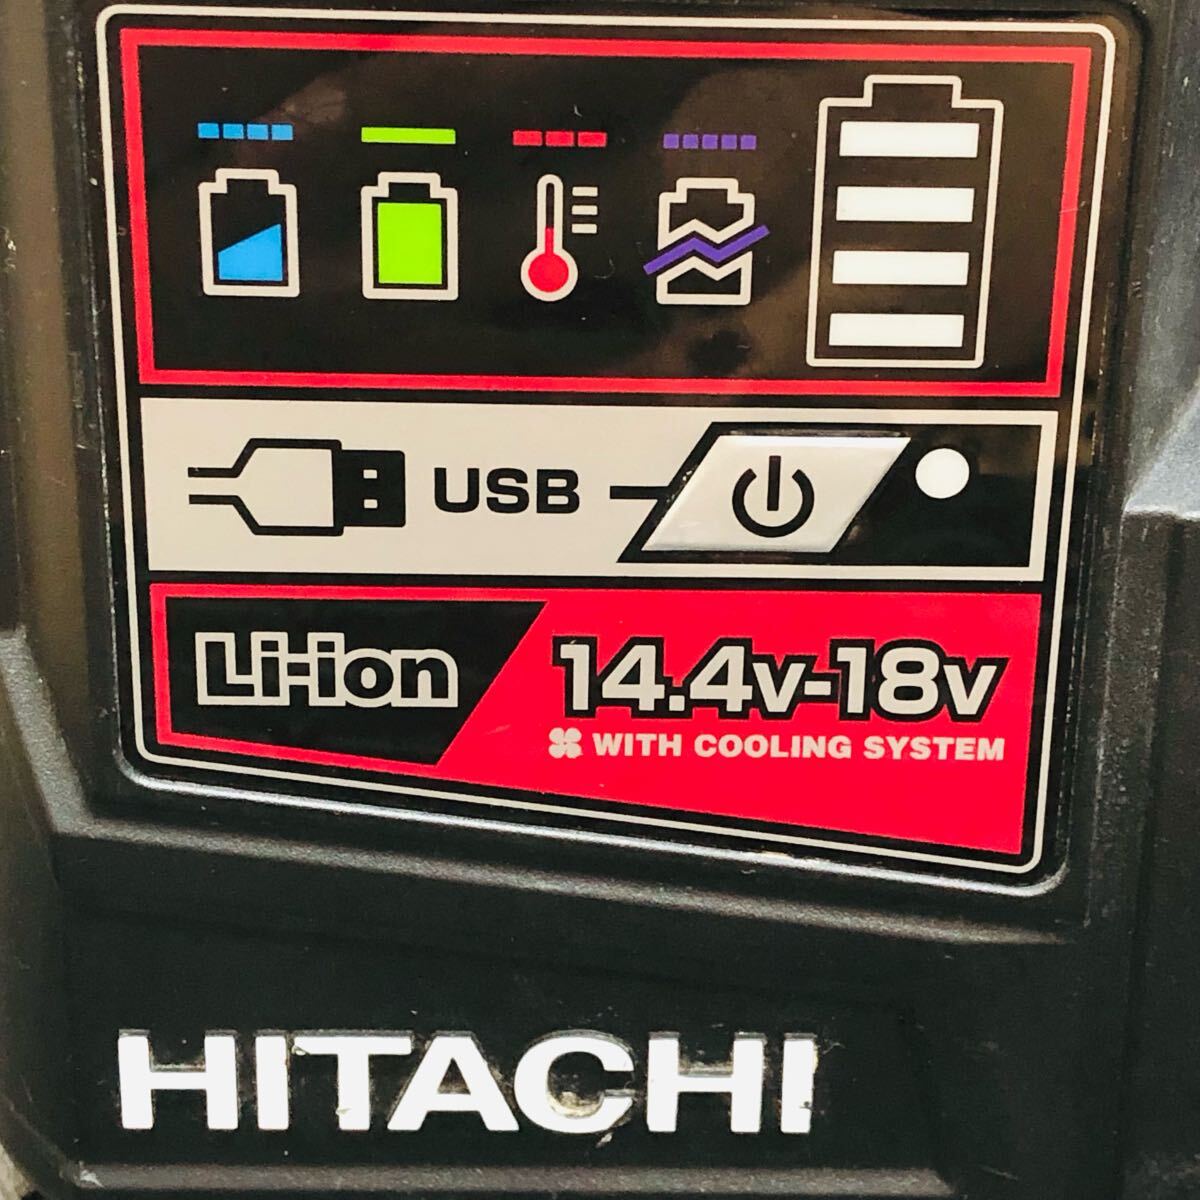 USB
Li-ion
14.4v-18v
WITH COOLING SYSTEM
HITACHI